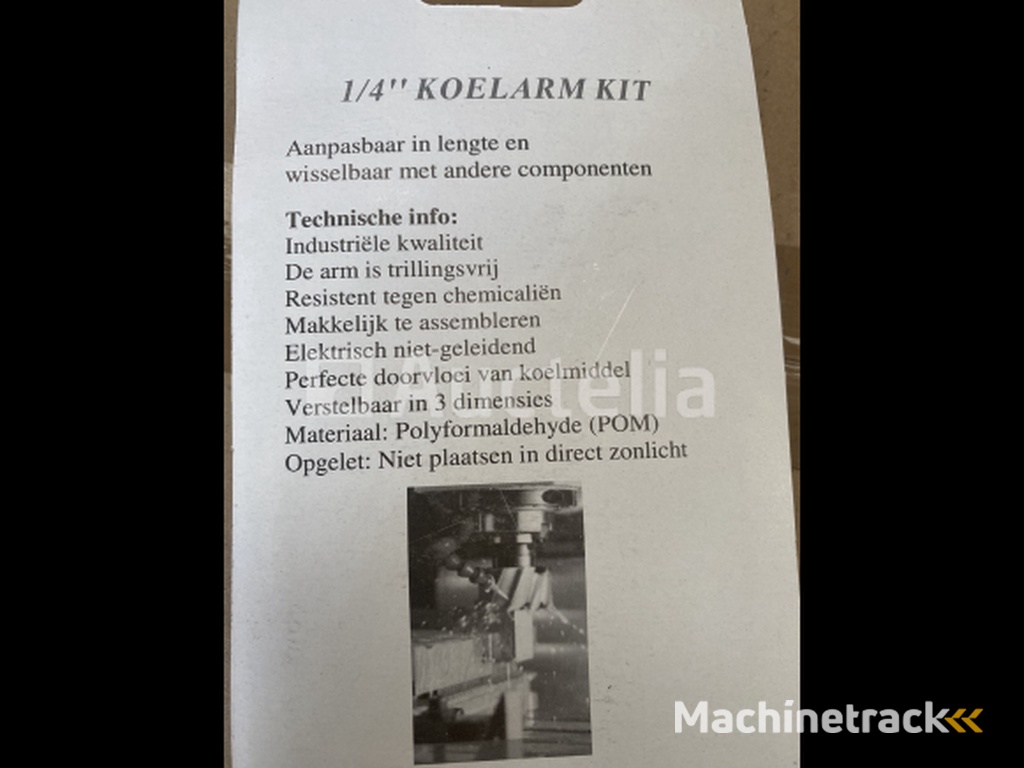 1/4" KOELARM KIT
Aanpasbaar in lengte en
wisselbaar met andere componenten
Technische info:
Industriële kwaliteit
De arm is trillingsvrij
Resistent tegen chemicaliën
Makkelijk te assembleren
Elektrisch niet-geleidend
Perfecte doorvloei van koelmiddel
Verstelbaar in 3 dimensies
Materiaal: Polyformaldehyde (POM)
Opgelet: Niet plaatsen in direct zonlicht
Auctelia
Machinetrack